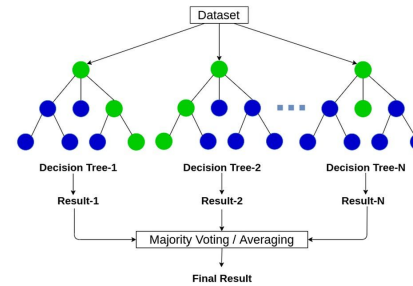 Dataset
Decision Tree-1
Decision Tree-2
Decision Tree-N
Result-1
Result-2
Result-N
Majority Voting / Averaging
Final Result